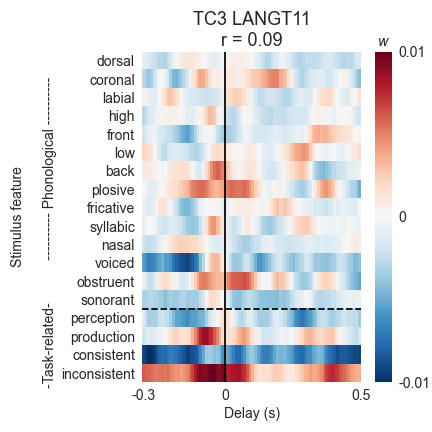 TC3 LANGT11
r = 0.09
w
dorsal
coronal
labial
high
front
low
back
plosive
fricative
syllabic
nasal
voiced
obstruent
sonorant
perception
production
consistent
inconsistent
Stimulus feature
-Task-related- ---------- Phonological ----------
0.01
0
-0.01
-0.3 0 0.5
Delay (s)